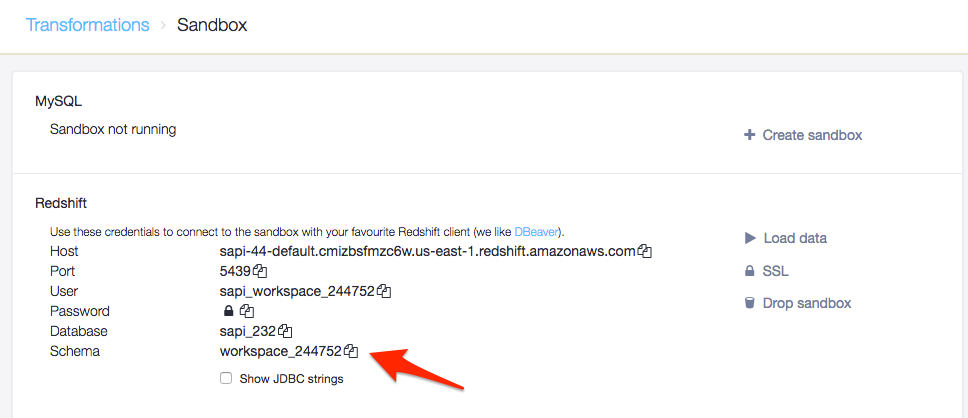 Transformations > Sandbox
MySQL
Sandbox not running
Create sandbox
Redshift
Use these credentials to connect to the sandbox with your favourite Redshift client (we like DBeaver).
Host sapi-44-default.cmizbsfmzc6w.us-east-1.redshift.amazonaws.com
Load data
Port 5439
SSL
User sapi_workspace_244752
Password
Drop sandbox
Database sapi_232
Schema workspace_244752
Show JDBC strings